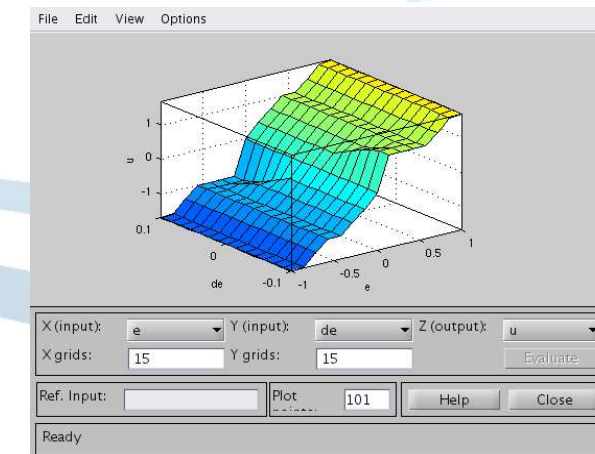 File Edit View Options
1
0
-1
u
0.1
0
-0.1
de
-1
-0.5
0
0.5
1
e
X (input): e Y (input): de Z (output): u
X grids: 15 Y grids: 15 Evaluate
Ref. Input: Plot 101 Help Close
Ready